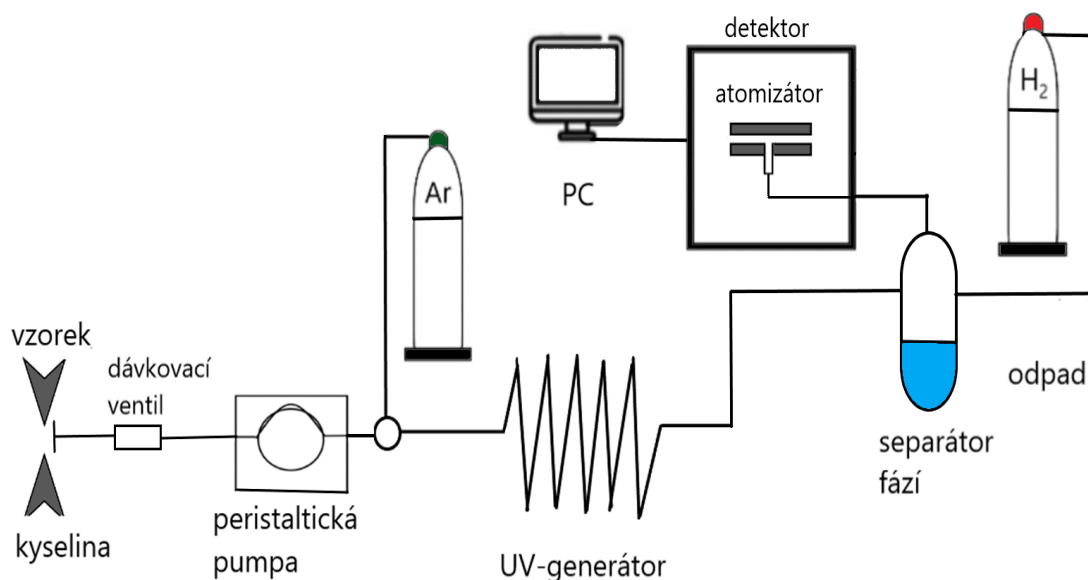 detektor
atomizátor
H2
PC
Ar
vzorek
dávkovací
ventil
kyselina
peristaltická
pumpa
UV-generátor
separátor
fází
odpad